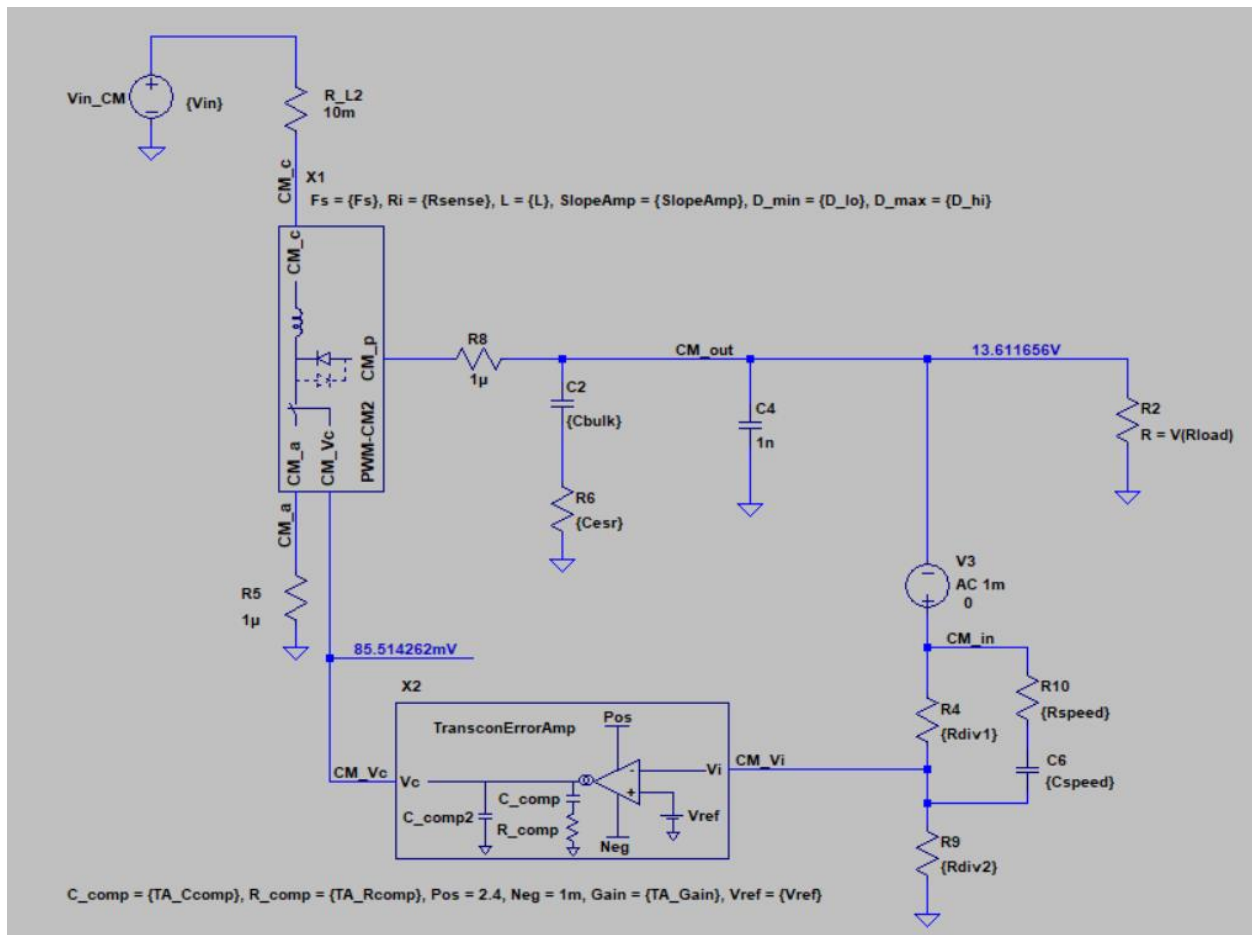 Vin_CM
{Vin}
R_L2
10m
CM_c
X1
Fs = {Fs}, Ri = {Rsense}, L = {L}, SlopeAmp = {SlopeAmp}, D_min = {D_lo}, D_max = {D_hi}
CM_c
CM_p
CM_a
CM_Vc
PWM-CM2
R8
1µ
CM_out
13.611656V
C2
{Cbulk}
C4
1n
R2
R = V(Rload)
R6
{Cesr}
CM_a
R5
1µ
V3
AC 1m
0
85.514262mV
CM_in
R10
{Rspeed}
R4
{Rdiv1}
C6
{Cspeed}
X2
TransconErrorAmp
Pos
CM_Vc
Vc
C_comp
C_comp2
R_comp
-
+
Vi
CM_Vi
Vref
Neg
R9
{Rdiv2}
C_comp = {TA_Ccomp}, R_comp = {TA_Rcomp}, Pos = 2.4, Neg = 1m, Gain = {TA_Gain}, Vref = {Vref}